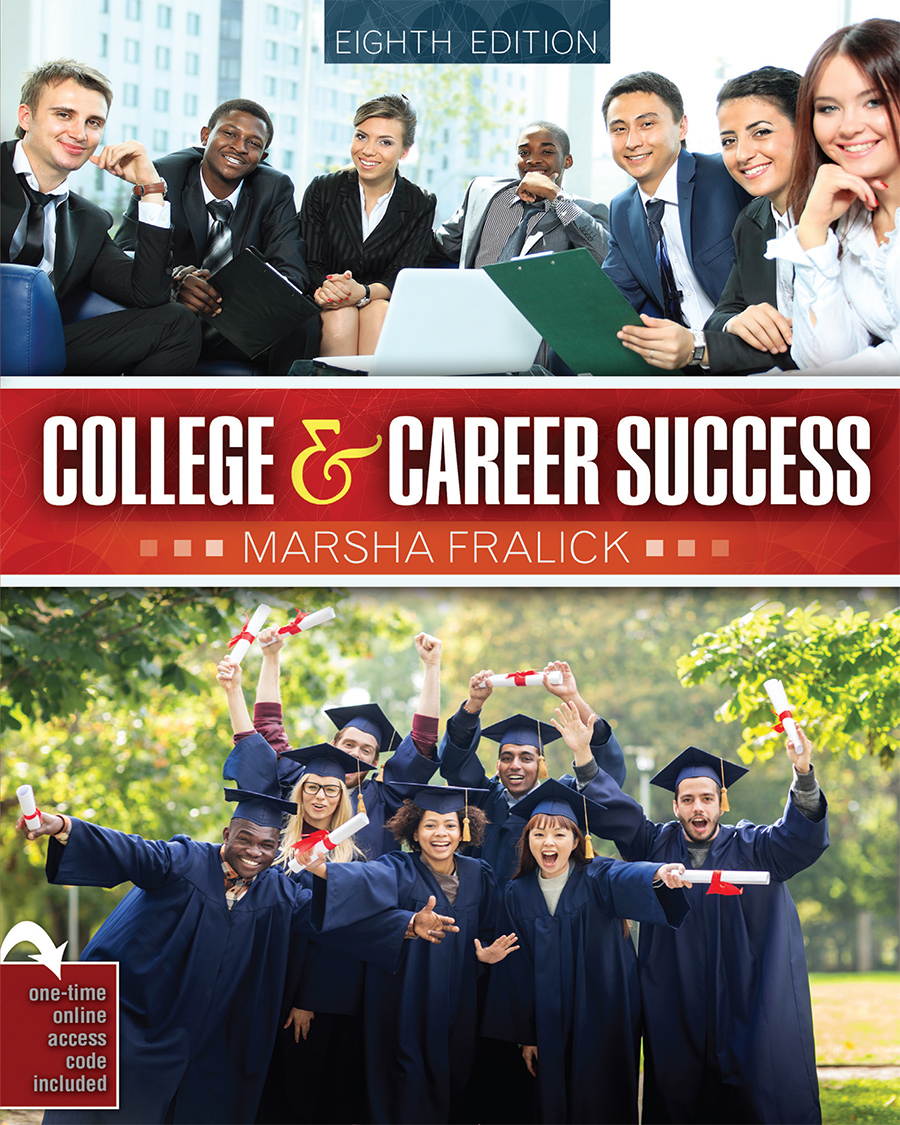 EIGHTH EDITION
COLLEGE & CAREER SUCCESS
MARSHA FRALICK
one-time
online
access
code
included